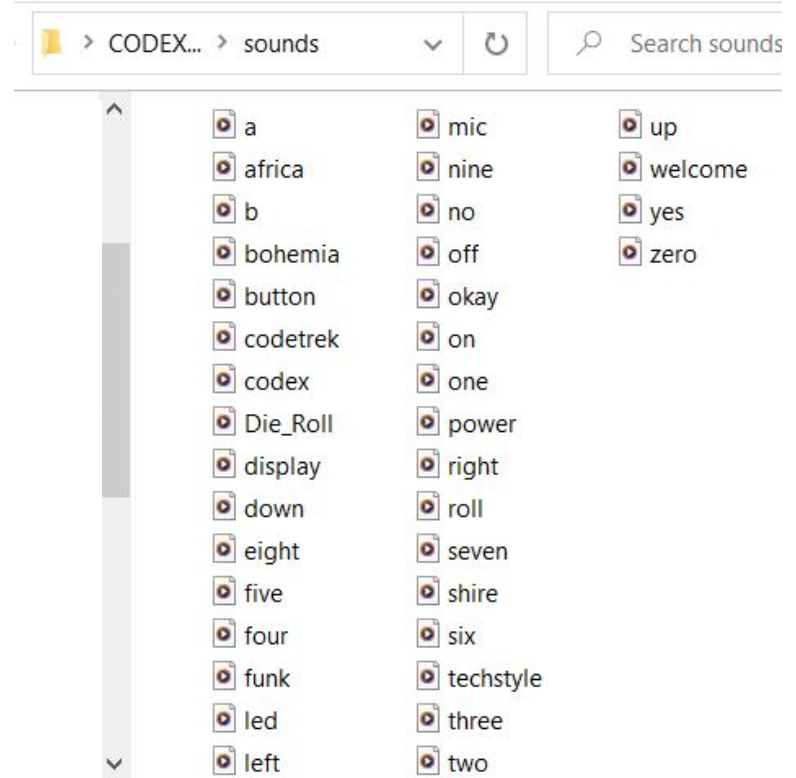 CODEX... sounds Search sounds
a
africa
b
bohemia
button
codetrek
codex
Die_Roll
display
down
eight
five
four
funk
led
left
mic
nine
no
off
okay
on
one
power
right
roll
seven
shire
six
techstyle
three
two
up
welcome
yes
zero